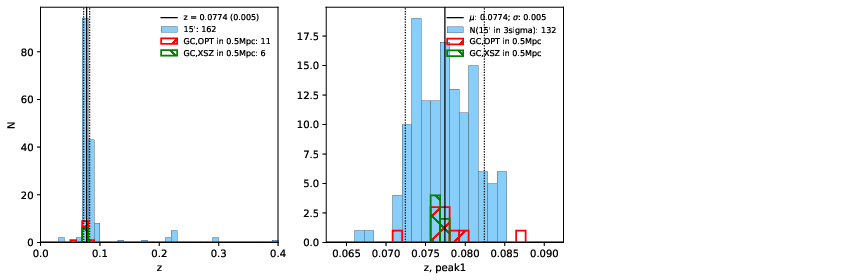 z = 0.0774 (0.005)
15': 162
GC,OPT in 0.5Mpc: 11
GC,XSZ in 0.5Mpc: 6
N
80
60
40
20
0
0.0 0.1 0.2 0.3 0.4
z
μ: 0.0774; σ: 0.005
N(15' in 3sigma): 132
GC,OPT in 0.5Mpc
GC,XSZ in 0.5Mpc
17.5
15.0
12.5
10.0
7.5
5.0
2.5
0.0
0.065 0.070 0.075 0.080 0.085 0.090
z, peak1